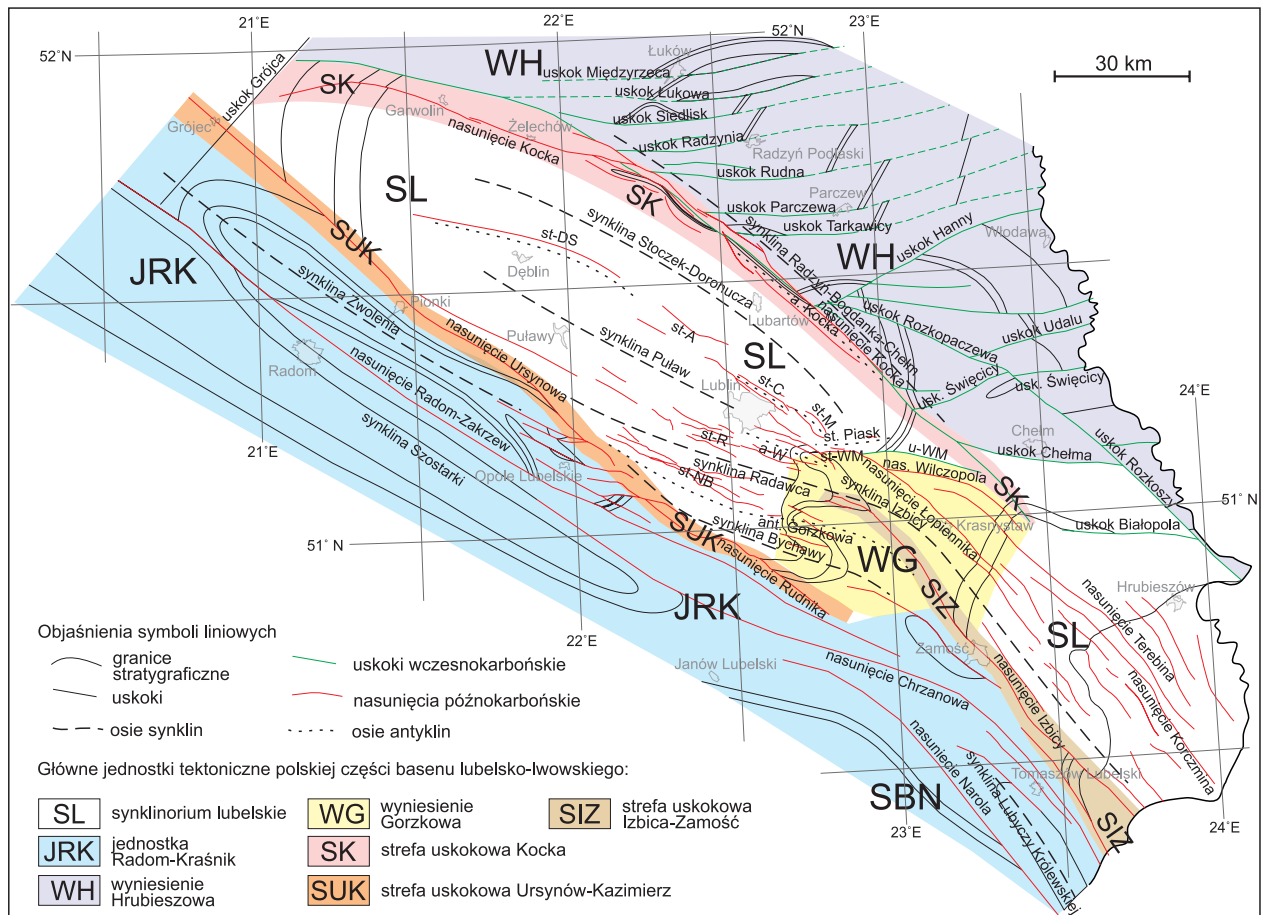 21˚E
22˚E
23˚E
52˚N
52˚N
30 km
WH
Łuków
uskok Międzyrzeca
uskok Grójca
SK
uskok Łukowa
Garwolin
uskok Siedlisk
Grójec
Żelechów
nasunięcie Kocka
uskok Radzynia
Radzyń Podlaski
uskok Rudna
SL
SK
Parczew
uskok Parczewa
uskok Tarkawicy
synklina Radzyń-Bogdanka-Chełm
uskok Hanny
Włodawa
WH
SUK
st-DS
synklina Stoczek-Dorohucza
Dęblin
JRK
synklina Zwolenia
Pionki
a. Kocka
nasunięcie Kocka
Lubartów
uskok Rozkopaczewa
uskok Udalu
Puławy
st-A
synklina Puław
SL
Radom
nasunięcie Ursynowa
nasunięcie Radom-Zakrzew
Lublin
st-C
st-M
usk. Święcicy
usk. Święcicy
24˚E
synklina Szostarki
21˚E
st-R
a-W
st. Piask
st-WM
u-WM
Chełm
uskok Chełma
uskok Rozkoszy
Opole Lubelskie
st-NB
synklina Radawca
nas. Wilczopola
nasunięcie Łopiennika
synklina Izbicy
SK
51˚N
51˚ N
SUK
synklina Bychawy
ant. Gorzkowa
Krasnystaw
uskok Białopola
WG
nasunięcie Rudnika
SIZ
JRK
Hrubieszów
SL
nasunięcie Terebina
22˚E
Janów Lubelski
Zamość
nasunięcie Chrzanowa
nasunięcie Izbicy
nasunięcie Korczmina
nasunięcie Narola
SBN
synklina Lubyczy Królewskiej
Tomaszów Lubelski
SIZ
23˚E
24˚E
Objaśnienia symboli liniowych
granice
stratygraficzne
uskoki wczesnokarbońskie
uskoki
nasunięcia późnokarbońskie
osie synklin
osie antyklin
Główne jednostki tektoniczne polskiej części basenu lubelsko-lwowskiego:
SL synklinorium lubelskie
WG wyniesienie
Gorzkowa
SIZ strefa uskokowa
Izbica-Zamość
JRK jednostka
Radom-Kraśnik
SK strefa uskokowa Kocka
WH wyniesienie
Hrubieszowa
SUK strefa uskokowa Ursynów-Kazimierz